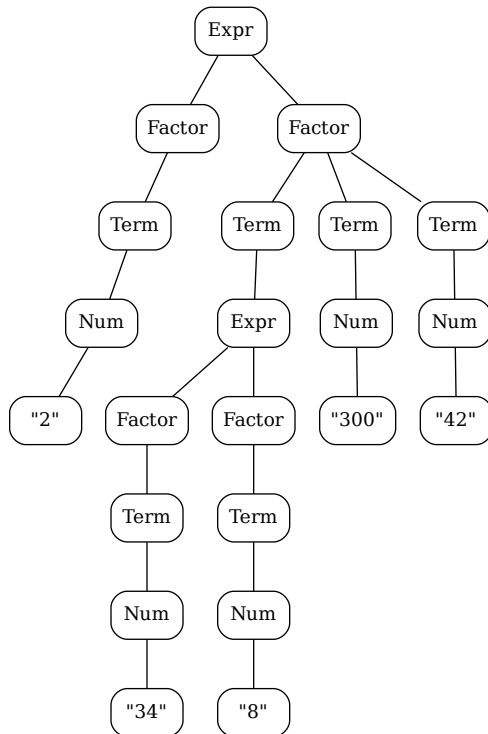 Expr
Factor Factor
Term Term Term Term
Num Expr Num Num
"2" Factor Factor "300" "42"
Term Term
Num Num
"34" "8"